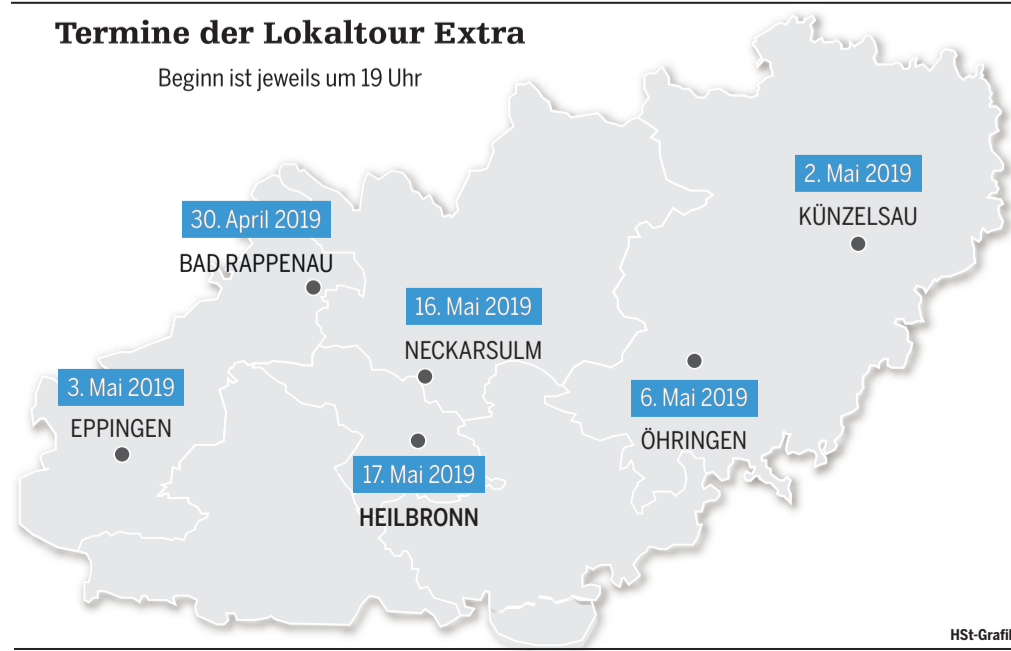 Termine der Lokaltour Extra
Beginn ist jeweils um 19 Uhr
2. Mai 2019
KÜNZELSAU
30. April 2019
BAD RAPPENAU
16. Mai 2019
NECKARSULM
3. Mai 2019
EPPINGEN
6. Mai 2019
ÖHRINGEN
17. Mai 2019
HEILBRONN
HSt-Grafik